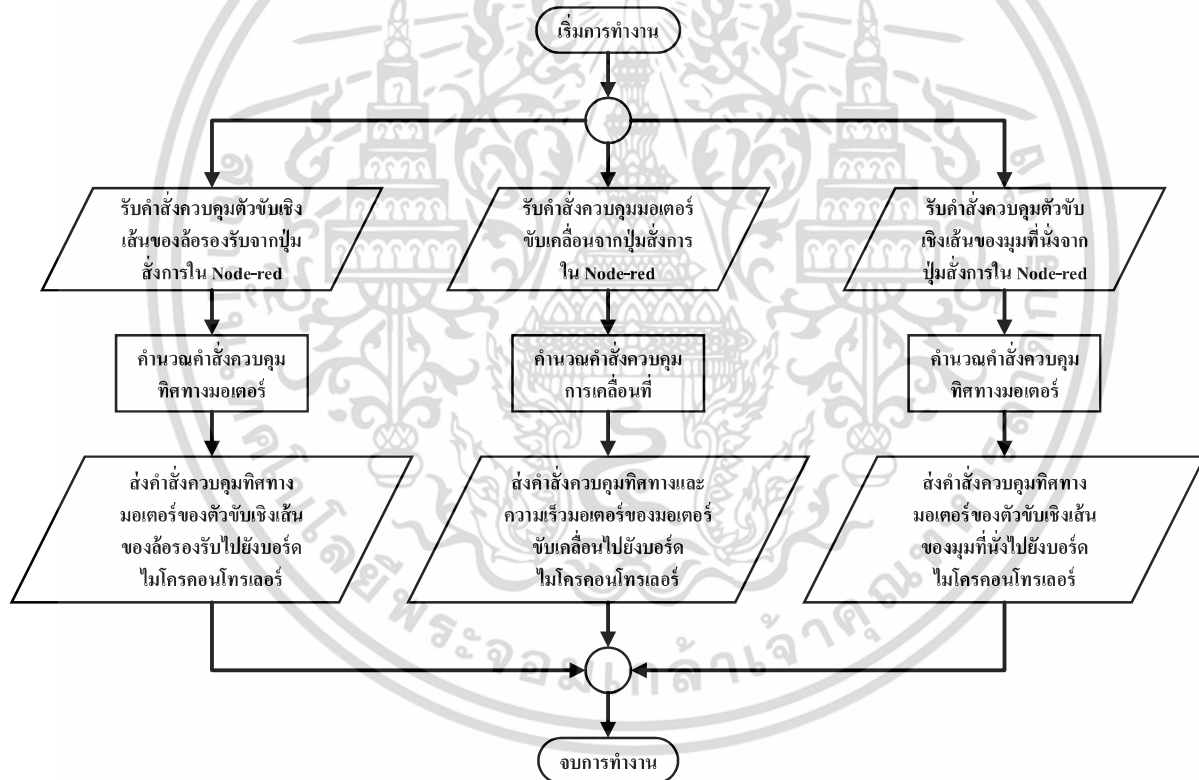 เริ่มการทำงาน
รับคำสั่งควบคุมตัวขับเชิง
เส้นของล้อรองรับจากปุ่ม
สั่งการใน Node-red
รับคำสั่งควบคุมมอเตอร์
ขับเคลื่อนจากปุ่มสั่งการ
ใน Node-red
รับคำสั่งควบคุมตัวขับ
เชิงเส้นของมุมที่นั่งจาก
ปุ่มสั่งการใน Node-red
คำนวณคำสั่งควบคุม
ทิศทางมอเตอร์
คำนวณคำสั่งควบคุม
การเคลื่อนที่
คำนวณคำสั่งควบคุม
ทิศทางมอเตอร์
ส่งคำสั่งควบคุมทิศทาง
มอเตอร์ของตัวขับเชิงเส้น
ของล้อรองรับไปยังบอร์ด
ไมโครคอนโทรเลอร์
ส่งคำสั่งควบคุมทิศทางและ
ความเร็วมอเตอร์ของมอเตอร์
ขับเคลื่อนไปยังบอร์ด
ไมโครคอนโทรเลอร์
ส่งคำสั่งควบคุมทิศทาง
มอเตอร์ของตัวขับเชิงเส้น
ของมุมที่นั่งไปยังบอร์ด
ไมโครคอนโทรเลอร์
พระจอมเกล้าเจ้าคุณ
จบการทำงาน